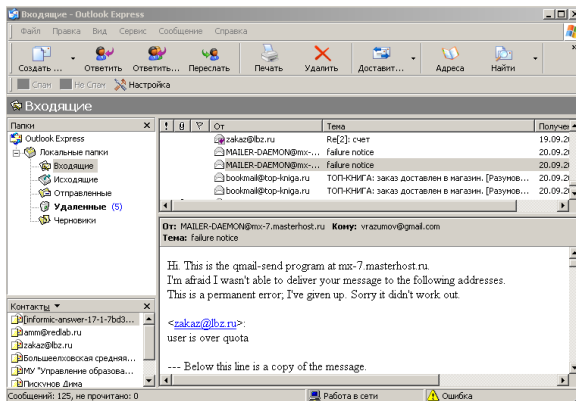 Входящие - Outlook Express
Файл Правка Вид Сервис Сообщение Справка
Создать ... Ответить Ответить... Переслать Печать Удалить Доставит... Адреса Найти
Спам Не Спам Настройка
Входящие
Папки
Outlook Express
Локальные папки
Входящие
Исходящие
Отправленные
Удаленные (5)
Черновики
Контакты
[informic-answer-17-1-7bd3...
amm@redlab.ru
zakaz@lbz.ru
Большеелховская средняя...
МУ "Управление образова...
Пискунов Дима
! От Тема Получен
zakaz@lbz.ru Re[2]: счет 19.09.20
MAILER-DAEMON@mx-... failure notice 20.09.20
MAILER-DAEMON@mx-... failure notice 20.09.20
bookmail@top-kniga.ru ТОП-КНИГА: заказ доставлен в магазин. [Разумов... 20.09.20
bookmail@top-kniga.ru ТОП-КНИГА: заказ доставлен в магазин. [Разумов... 20.09.20
От: MAILER-DAEMON@mx-7.masterhost.ru Кому: vrazumov@gmail.com
Тема: failure notice
Hi. This is the qmail-send program at mx-7.masterhost.ru.
I'm afraid I wasn't able to deliver your message to the following addresses.
This is a permanent error; I've given up. Sorry it didn't work out.
<zakaz@lbz.ru>:
user is over quota
--- Below this line is a copy of the message.
Сообщений: 125, не прочитано: 0 Работа в сети Ошибка